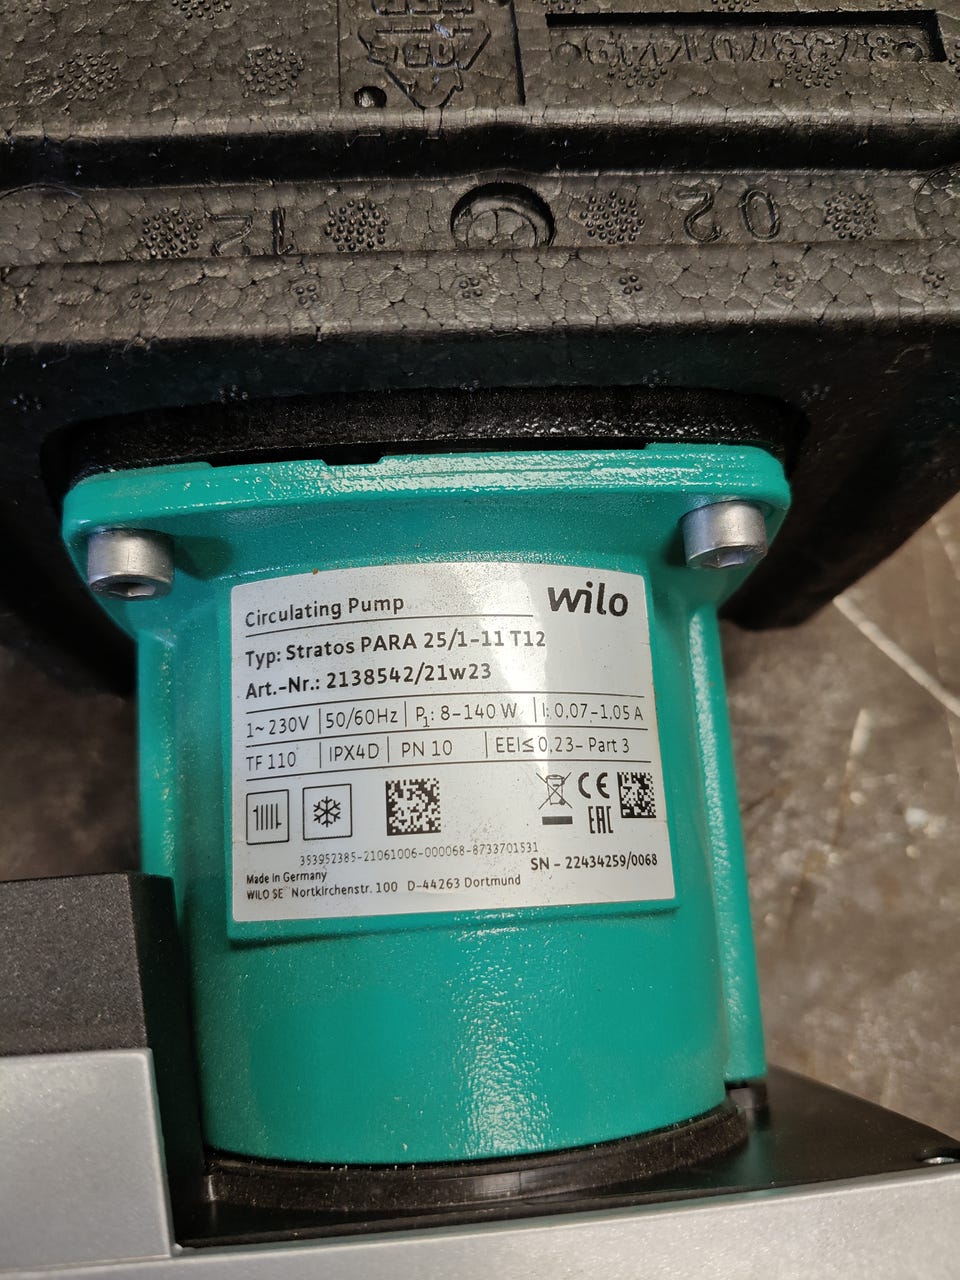 12
02
wilo
Circulating Pump
Typ: Stratos PARA 25/1-11 T12
Art.-Nr.: 2138542/21w23
1~ 230V 50/60Hz P1: 8-140 W I: 0,07-1,05 A
TF 110 IPX4D PN 10 EEI≤ 0,23- Part 3
CE
EAC
353952385-21061006-000068-8733701531
SN - 22434259/0068
Made in Germany
WILO SE Nortkirchenstr. 100 D-44263 Dortmund